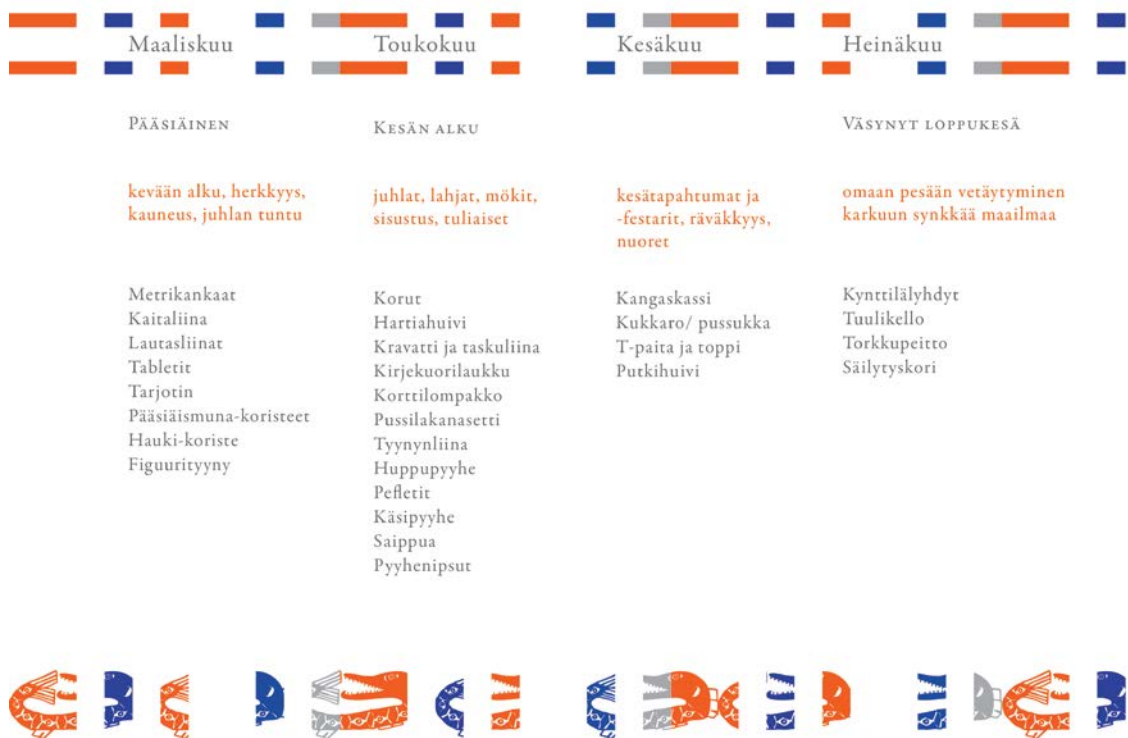 Maaliskuu
Toukokuu
Kesäkuu
Heinäkuu
Pääsiäinen
kevään alku, herkkyys,
kauneus, juhlan tuntu
Metrikankaat
Kaitaliina
Lautasliinat
Tabletit
Tarjotin
Pääsiäismuna-koristeet
Hauki-koriste
Figuurityyny
Kesän alku
juhlat, lahjat, mökit,
sisustus, tuliaiset
Korut
Hartiahuivi
Kravatti ja taskuliina
Kirjekuorilaukku
Korttilompakko
Pussilakanasetti
Tyynynliina
Huppupyyhe
Pefletit
Käsipyyhe
Saippua
Pyyhenipsut
kesätapahtumat ja
-festarit, räväkkyys,
nuoret
Kangaskassi
Kukkaro/ pussukka
T-paita ja toppi
Putkihuivi
Väsynyt loppukesä
omaan pesään vetäytyminen
karkuun synkkää maailmaa
Kynttilälyhdyt
Tuulikello
Torkkupeitto
Säilytyskori